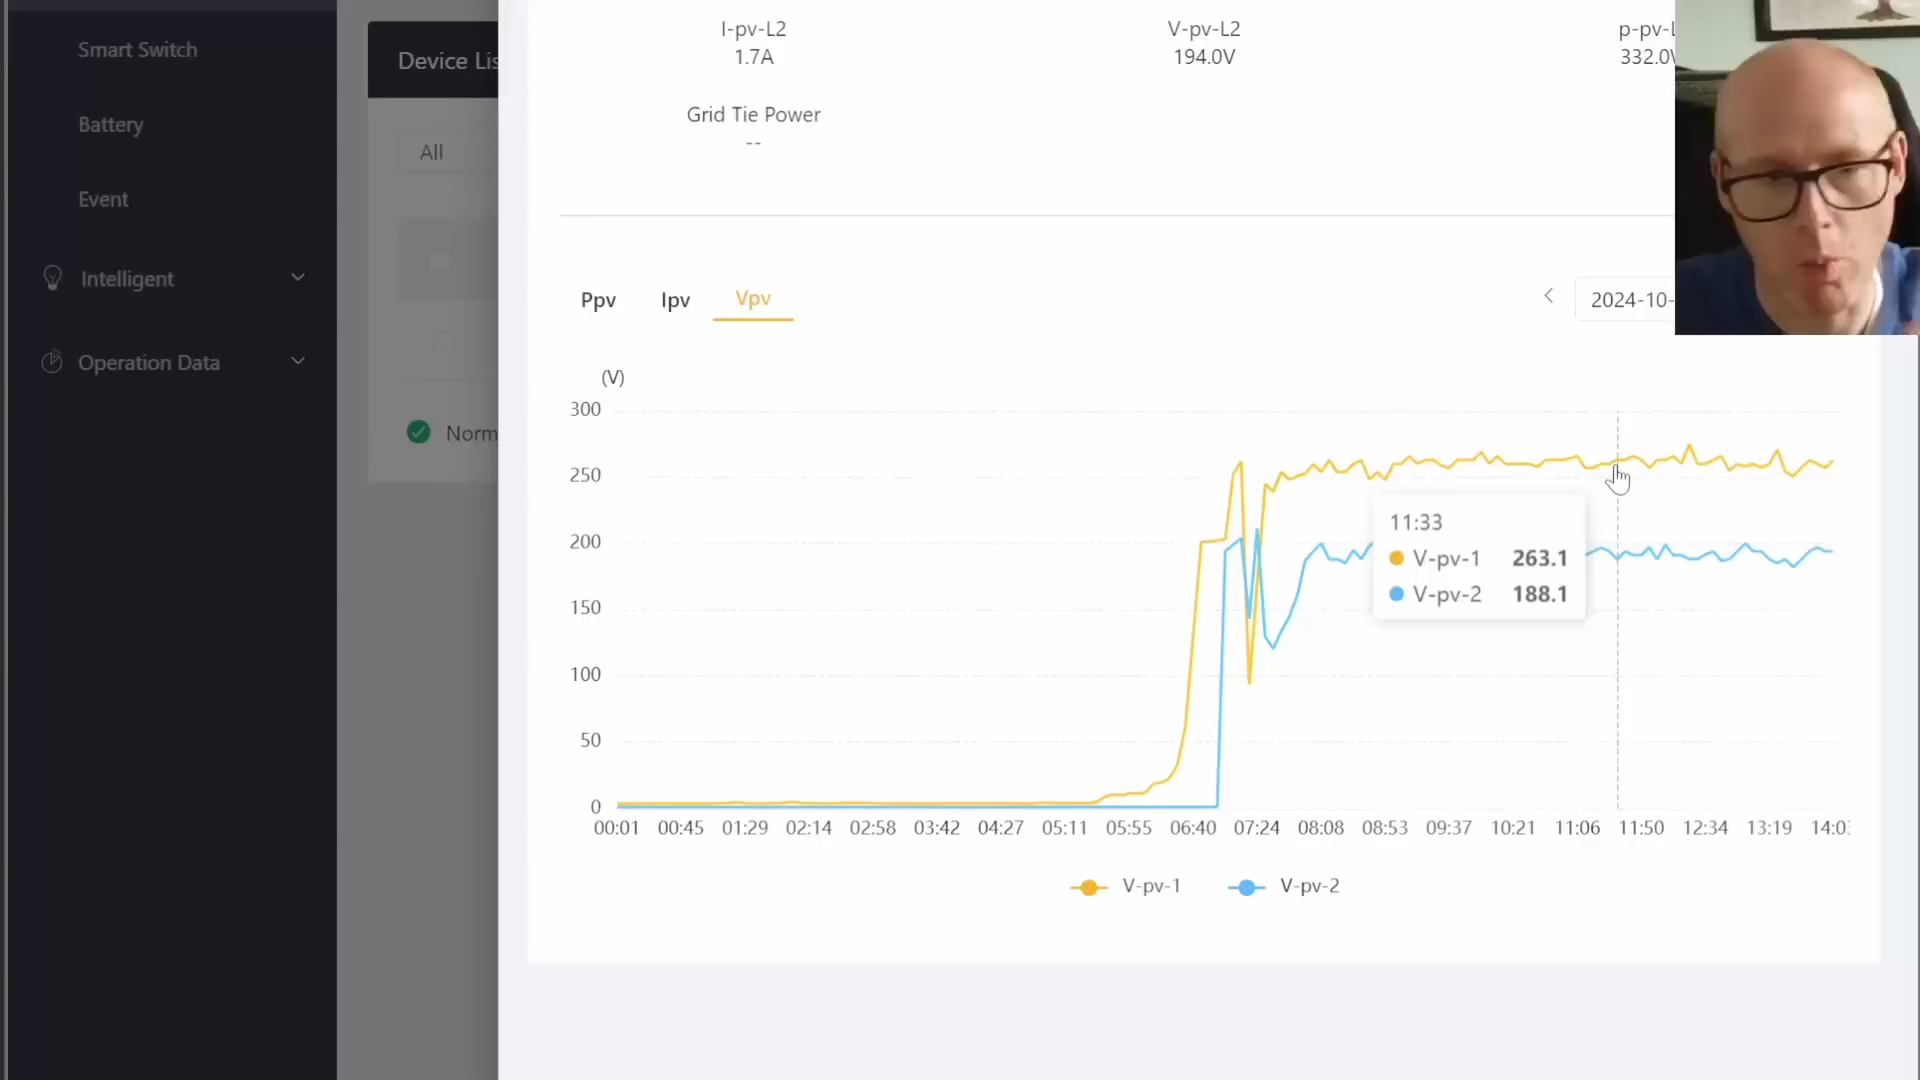 Smart Switch
Battery
Event
Intelligent
Operation Data
Device Lis
All
Norm
I-pv-L2
1.7A
V-pv-L2
194.0V
p-pv-L
332.0
Grid Tie Power
--
Ppv
Ipv
Vpv
2024-10-
(V)
300
250
200
150
100
50
0
11:33
V-pv-1 263.1
V-pv-2 188.1
00:01 00:45 01:29 02:14 02:58 03:42 04:27 05:11 05:55 06:40 07:24 08:08 08:53 09:37 10:21 11:06 11:50 12:34 13:19 14:0
V-pv-1 V-pv-2